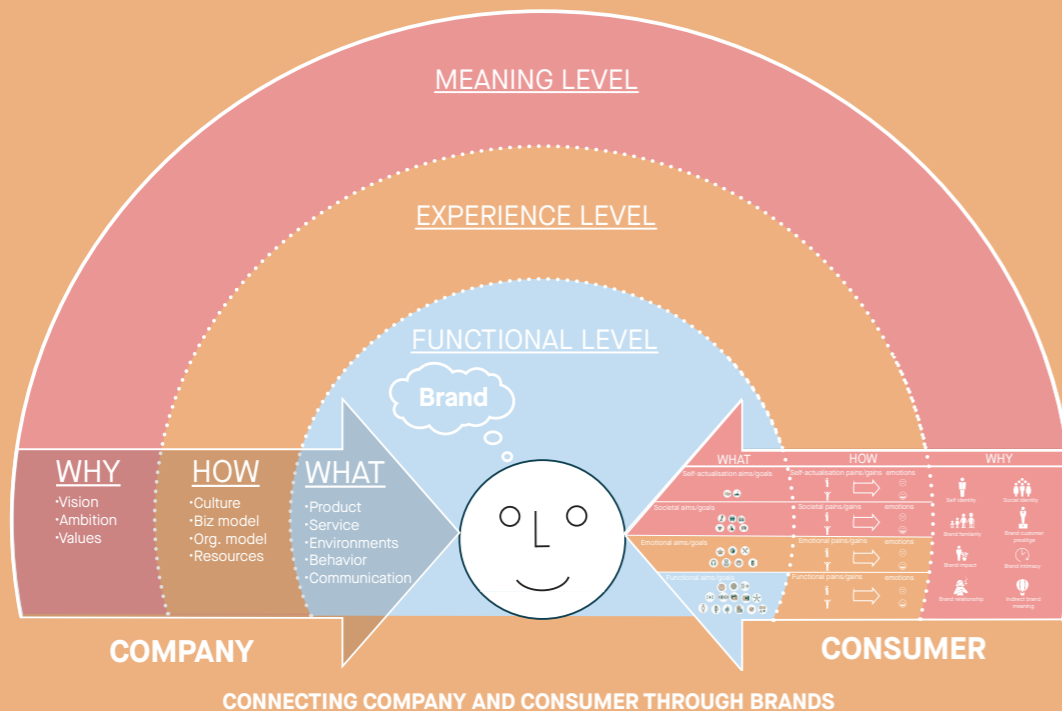 MEANING LEVEL
EXPERIENCE LEVEL
FUNCTIONAL LEVEL
Brand
WHY
•Vision
•Ambition
•Values
HOW
•Culture
•Biz model
•Org. model
•Resources
WHAT
•Product
•Service
•Environments
•Behavior
•Communication
WHAT
HOW
WHY
Self-actualisation aims/goals
Self-actualisation pains/gains
emotions
Societal aims/goals
Societal pains/gains
emotions
Emotional aims/goals
Emotional pains/gains
emotions
Functional aims/goals
Functional pains/gains
emotions
Self identity
Social identity
Brand familiarity
Brand customer
prestige
Brand impact
Brand intimacy
Brand relationship
Indirect brand
meaning
COMPANY
CONSUMER
CONNECTING COMPANY AND CONSUMER THROUGH BRANDS